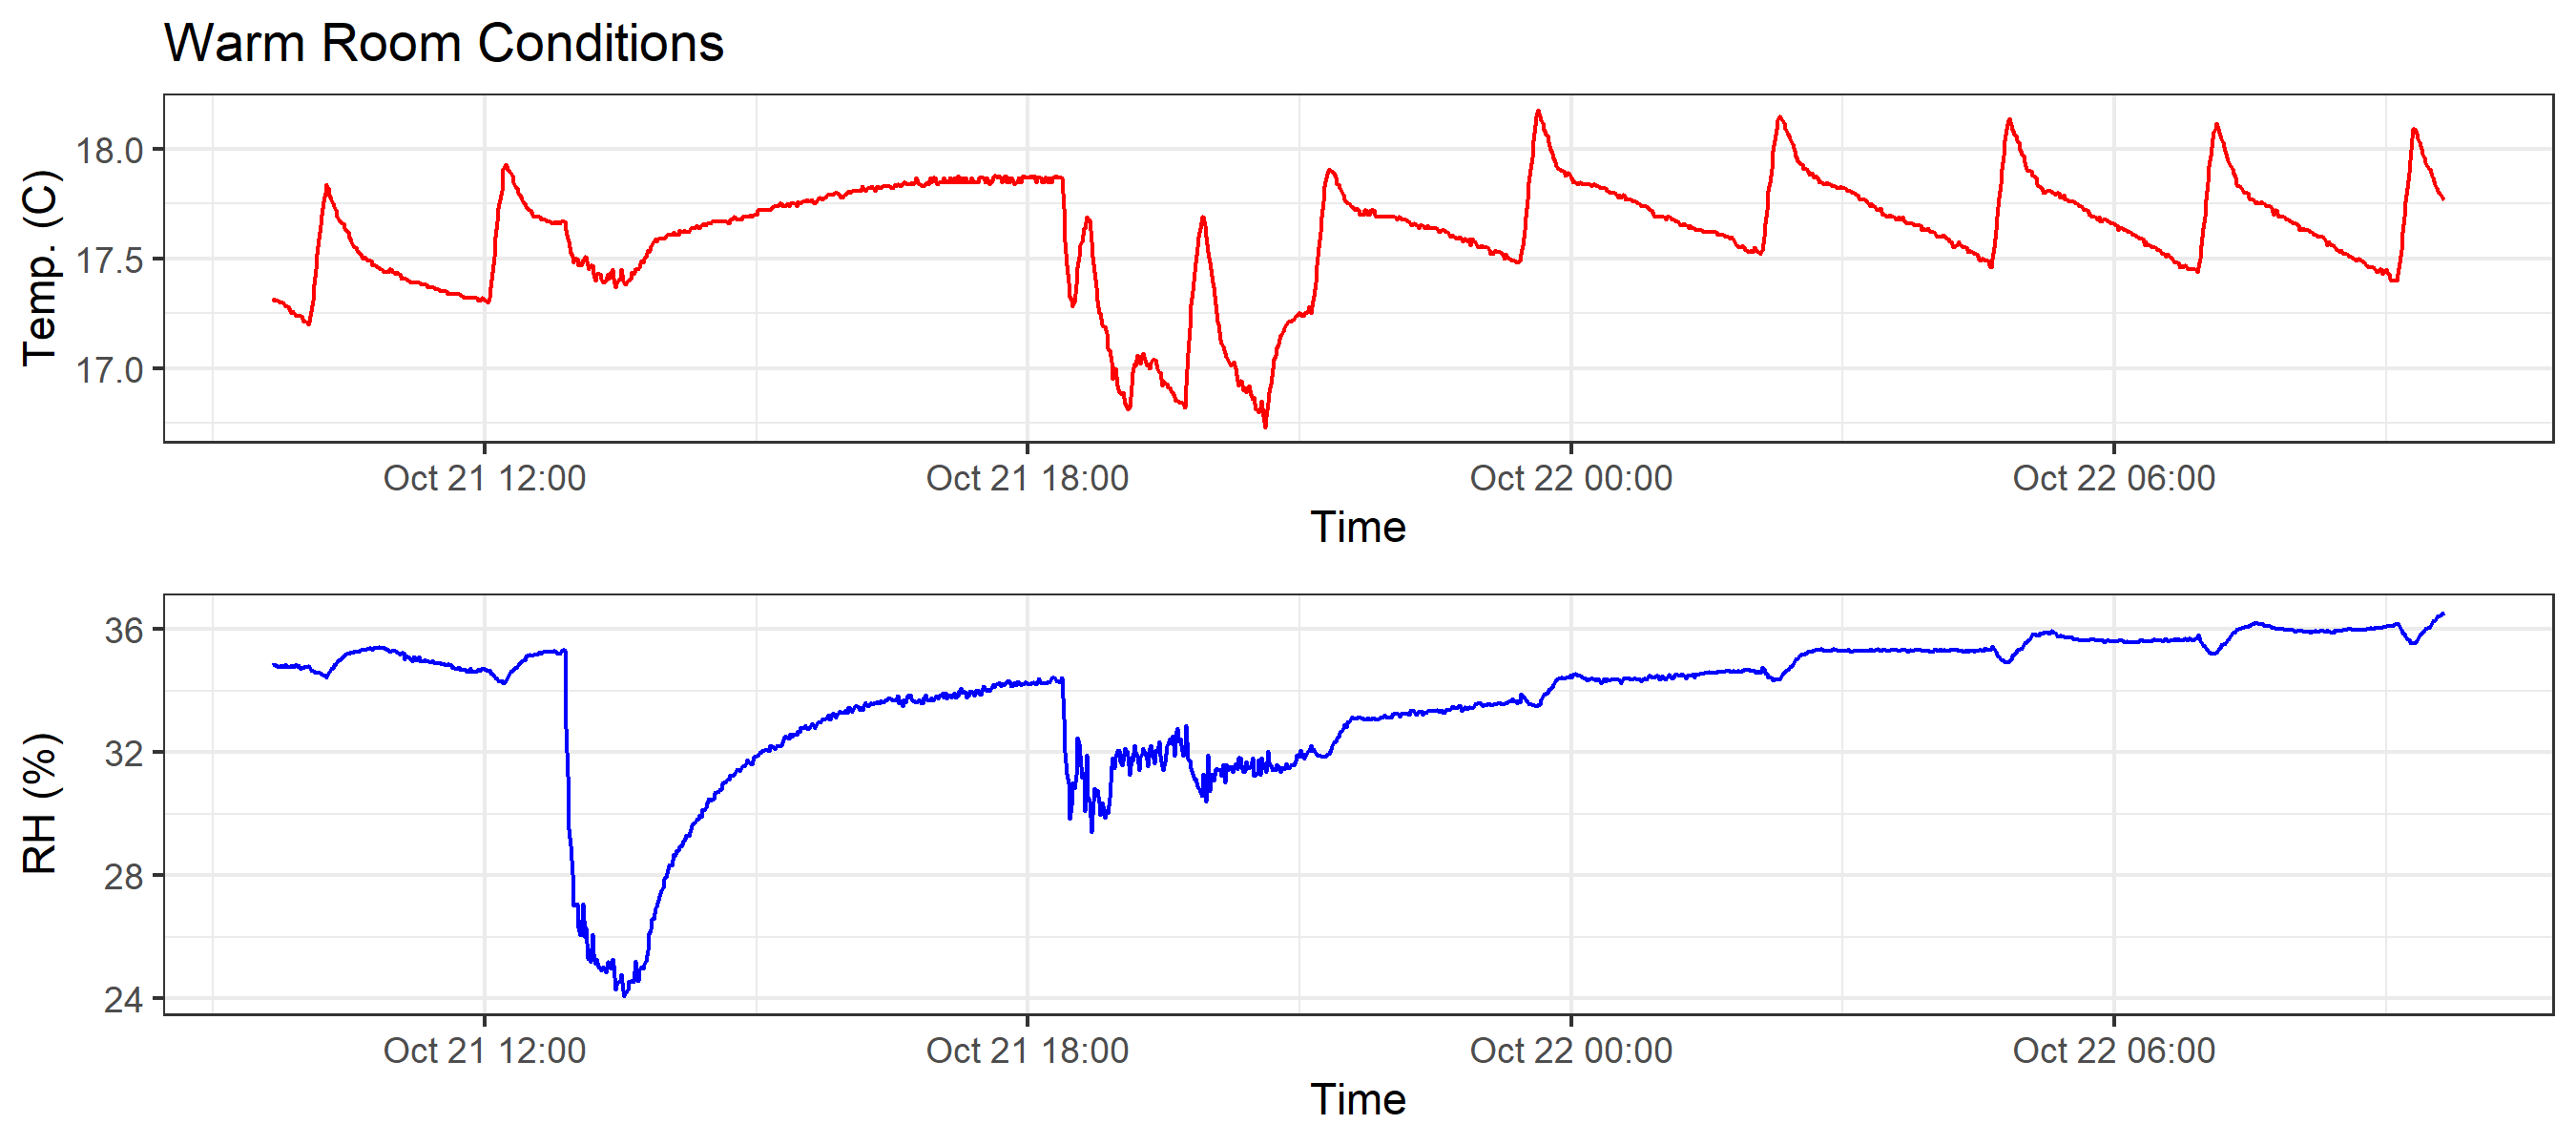 Warm Room Conditions
Temp. (C)
18.0
17.5
17.0
Oct 21 12:00 Oct 21 18:00 Oct 22 00:00 Oct 22 06:00
Time
RH (%)
36
32
28
24
Oct 21 12:00 Oct 21 18:00 Oct 22 00:00 Oct 22 06:00
Time